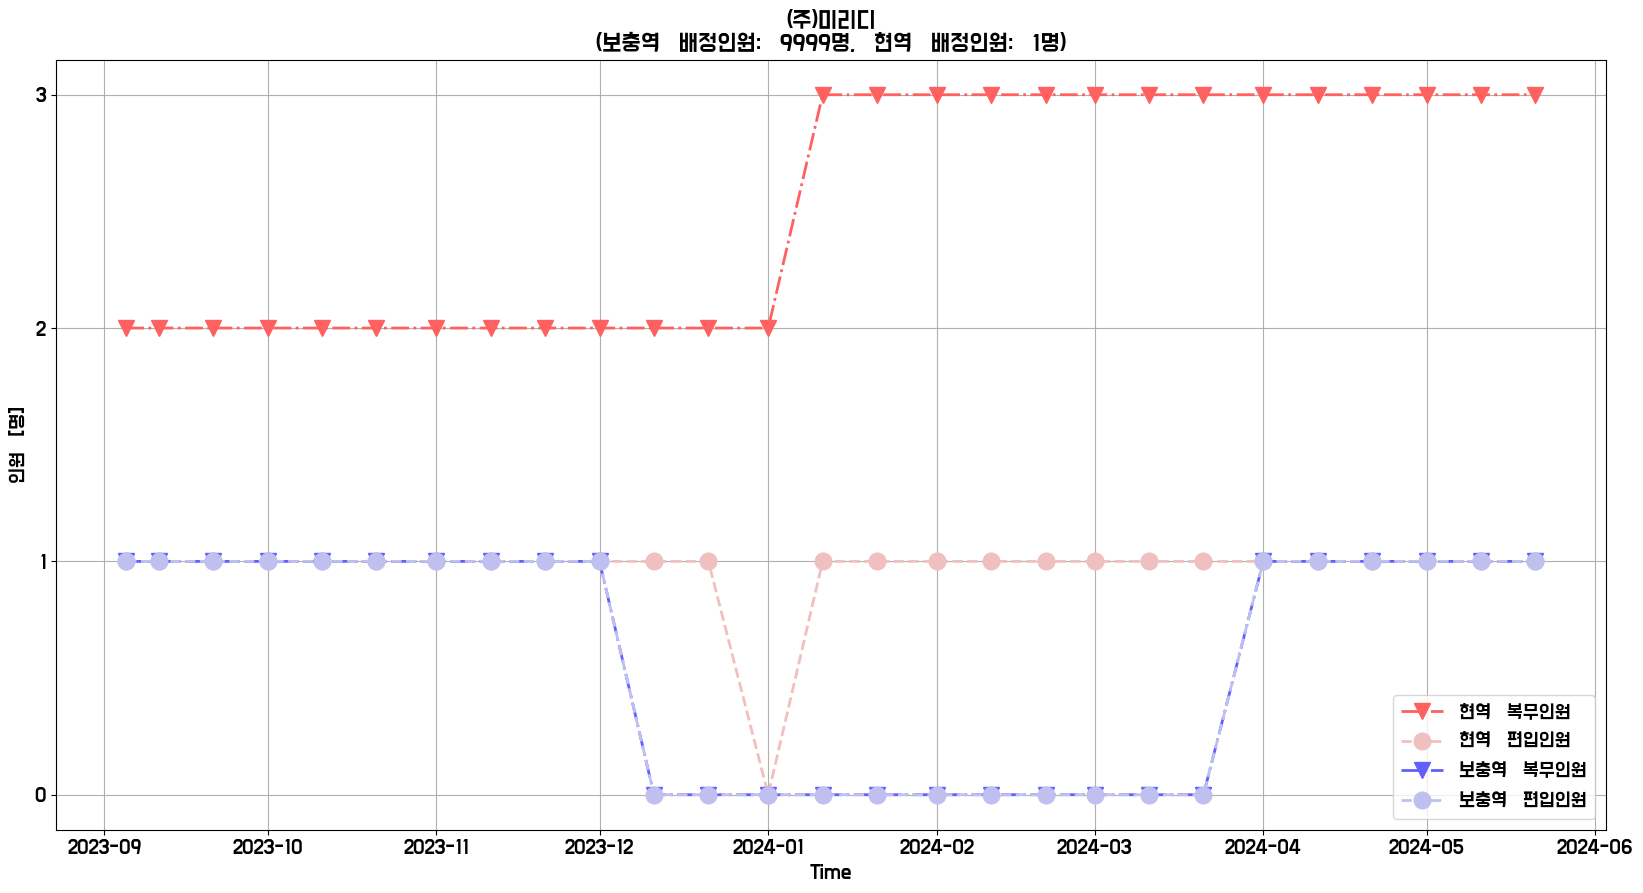 (주)미리디
(보충역 배정인원: 9999명, 현역 배정인원: 1명)
인원 [명]
3
2
1
0
현역 복무인원
현역 편입인원
보충역 복무인원
보충역 편입인원
2023-09 2023-10 2023-11 2023-12 2024-01 2024-02 2024-03 2024-04 2024-05 2024-06
Time